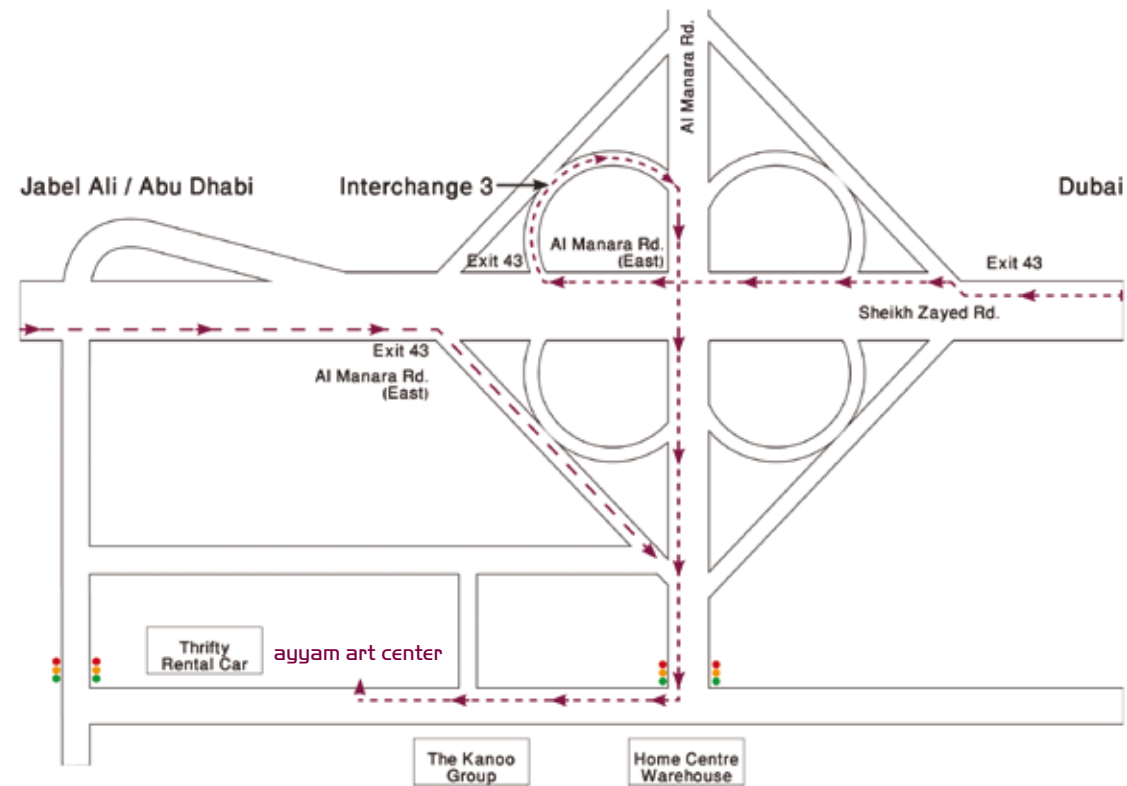 Al Manara Rd.
Jabel Ali / Abu Dhabi
Interchange 3
Dubai
Al Manara Rd.
(East)
Exit 43
Exit 43
Sheikh Zayed Rd.
Exit 43
Al Manara Rd.
(East)
Thrifty
Rental Car
ayyam art center
The Kanoo
Group
Home Centre
Warehouse